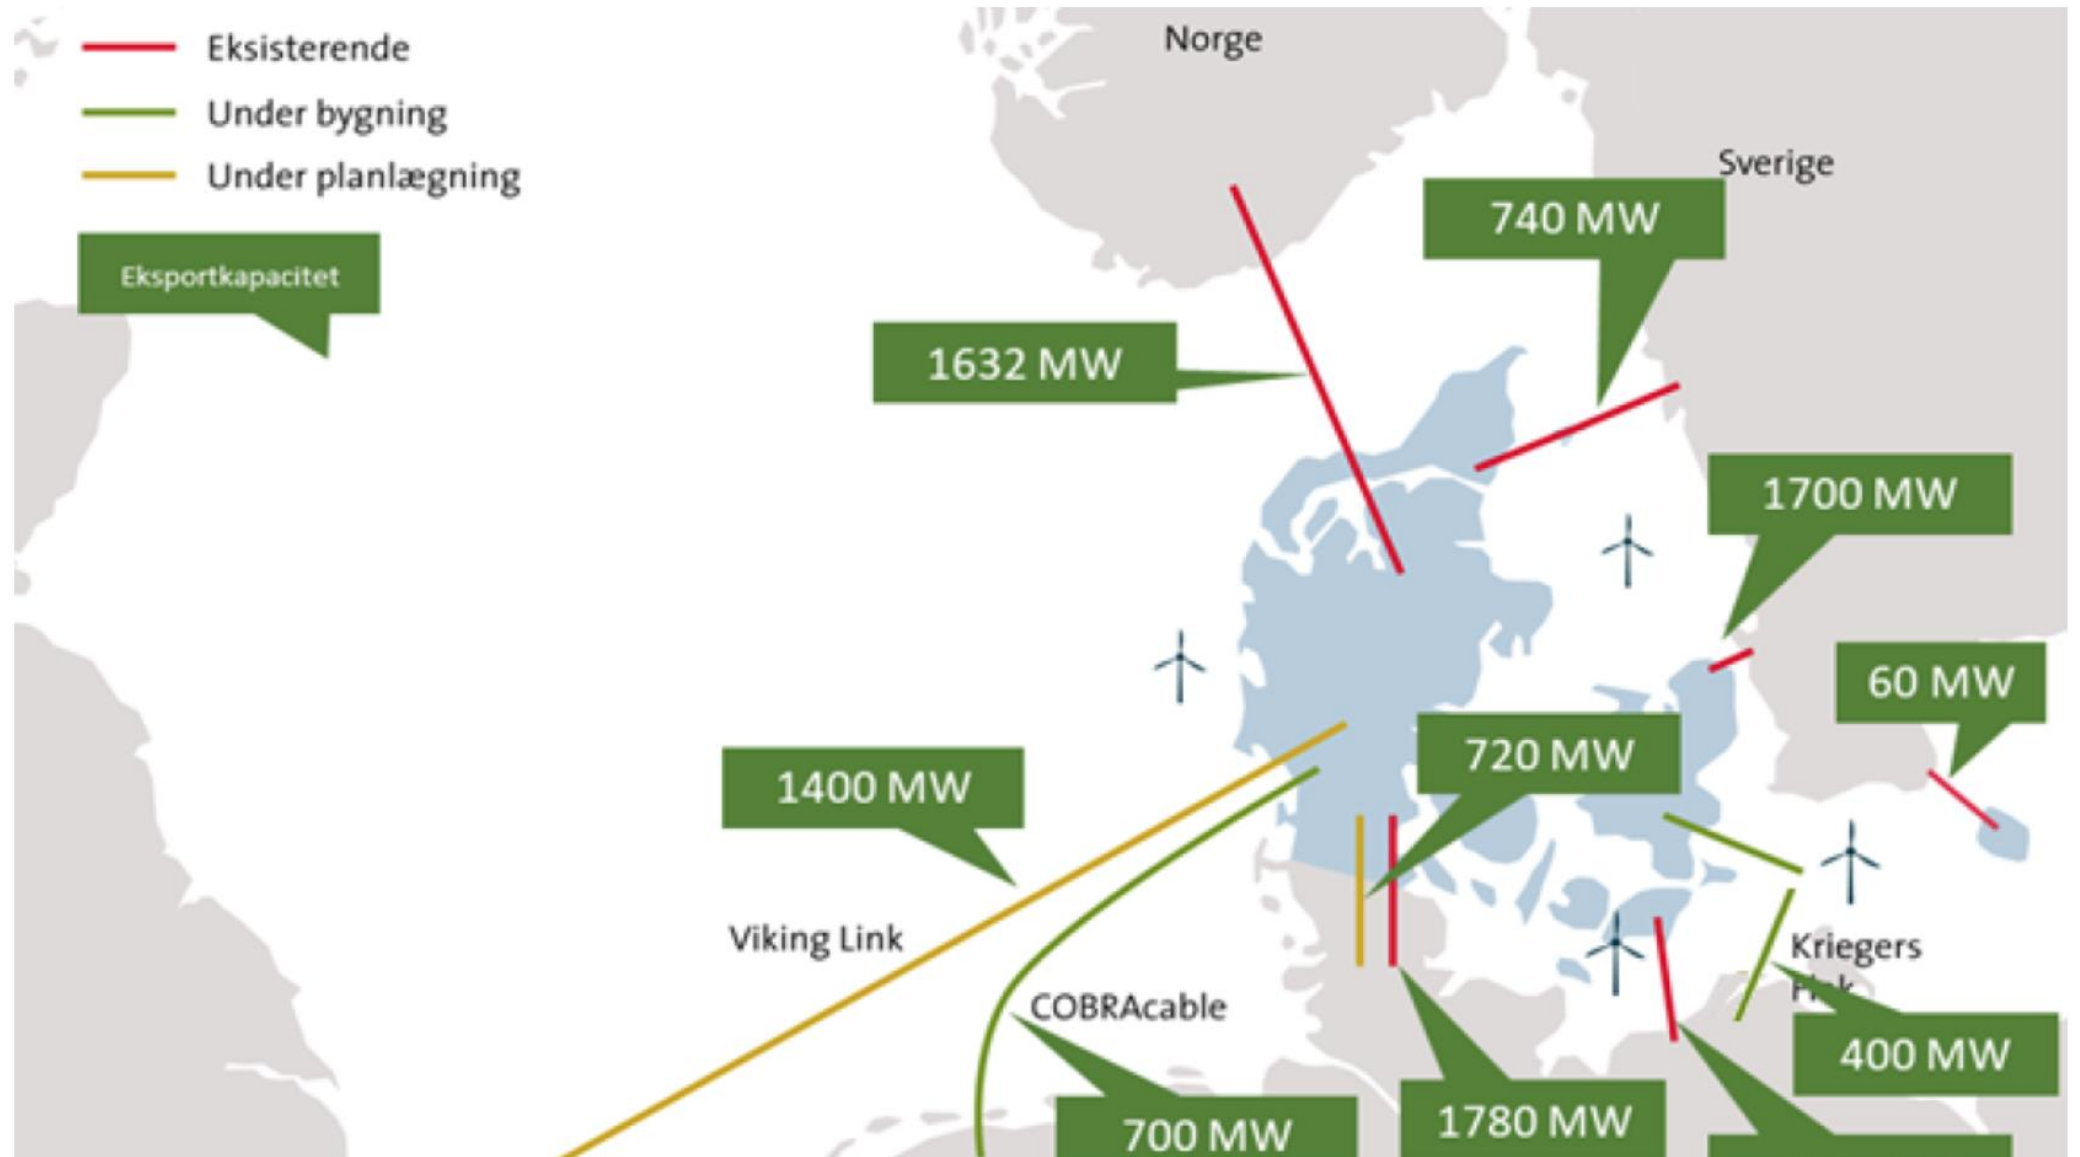 Eksisterende
Under bygning
Under planlægning
Eksportkapacitet
Norge
Sverige
740 MW
1632 MW
1700 MW
60 MW
720 MW
1400 MW
Viking Link
COBRAcable
Kriegers
400 MW
700 MW
1780 MW